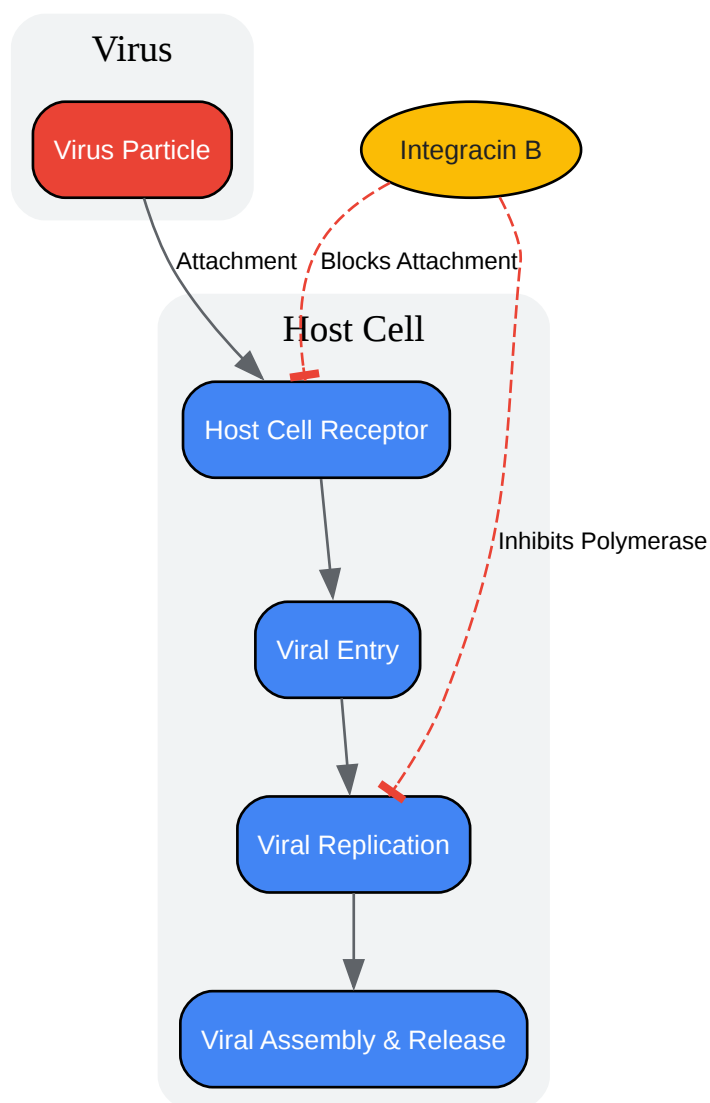 Virus
Virus Particle
Integracin B
Attachment
Blocks Attachment
Host Cell
Host Cell Receptor
Inhibits Polymerase
Viral Entry
Viral Replication
Viral Assembly & Release